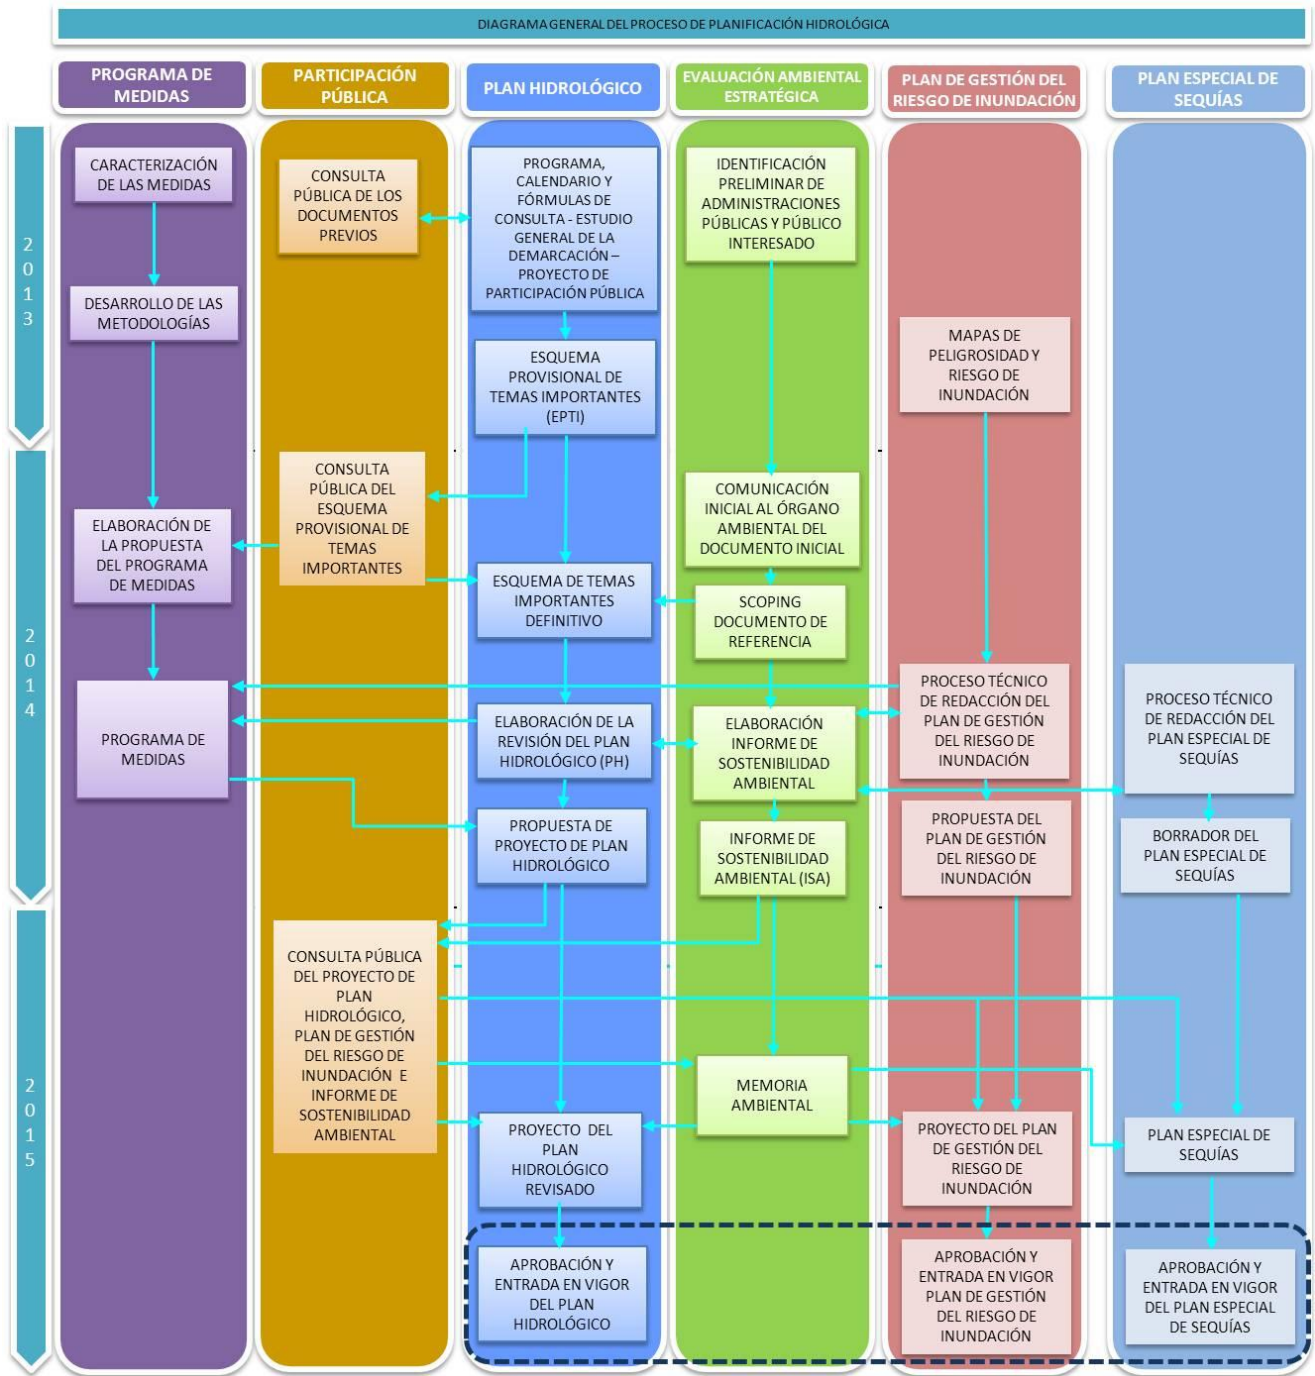 DIAGRAMA GENERAL DEL PROCESO DE PLANIFICACIÓN HIDROLÓGICA
PROGRAMA DE
MEDIDAS
PARTICIPACIÓN
PÚBLICA
PLAN HIDROLÓGICO
EVALUACIÓN AMBIENTAL
ESTRATÉGICA
PLAN DE GESTIÓN DEL
RIESGO DE INUNDACIÓN
PLAN ESPECIAL DE
SEQUÍAS
2
0
1
3
2
0
1
4
2
0
1
5
CARACTERIZACIÓN
DE LAS MEDIDAS
DESARROLLO DE LAS
METODOLOGÍAS
ELABORACIÓN DE
LA PROPUESTA
DEL PROGRAMA
DE MEDIDAS
PROGRAMA DE
MEDIDAS
CONSULTA
PÚBLICA DE LOS
DOCUMENTOS
PREVIOS
CONSULTA
PÚBLICA DEL
ESQUEMA
PROVISIONAL DE
TEMAS
IMPORTANTES
CONSULTA PÚBLICA
DEL PROYECTO DE
PLAN
HIDROLÓGICO,
PLAN DE GESTIÓN
DEL RIESGO DE
INUNDACIÓN E
INFORME DE
SOSTENIBILIDAD
AMBIENTAL
PROGRAMA,
CALENDARIO Y
FÓRMULAS DE
CONSULTA - ESTUDIO
GENERAL DE LA
DEMARCACIÓN –
PROYECTO DE
PARTICIPACIÓN PÚBLICA
ESQUEMA
PROVISIONAL DE
TEMAS IMPORTANTES
(EPTI)
ESQUEMA DE TEMAS
IMPORTANTES
DEFINITIVO
ELABORACIÓN DE LA
REVISIÓN DEL PLAN
HIDROLÓGICO (PH)
PROPUESTA DE
PROYECTO DE PLAN
HIDROLÓGICO
PROYECTO DEL
PLAN
HIDROLÓGICO
REVISADO
APROBACIÓN Y
ENTRADA EN VIGOR
DEL PLAN
HIDROLÓGICO
IDENTIFICACIÓN
PRELIMINAR DE
ADMINISTRACIONES
PÚBLICAS Y PÚBLICO
INTERESADO
COMUNICACIÓN
INICIAL AL ÓRGANO
AMBIENTAL DEL
DOCUMENTO INICIAL
SCOPING
DOCUMENTO DE
REFERENCIA
ELABORACIÓN
INFORME DE
SOSTENIBILIDAD
AMBIENTAL
INFORME DE
SOSTENIBILIDAD
AMBIENTAL (ISA)
MEMORIA
AMBIENTAL
MAPAS DE
PELIGROSIDAD Y
RIESGO DE
INUNDACIÓN
PROCESO TÉCNICO
DE REDACCIÓN DEL
PLAN DE GESTIÓN
DEL RIESGO DE
INUNDACIÓN
PROPUESTA DEL
PLAN DE GESTIÓN
DEL RIESGO DE
INUNDACIÓN
PROYECTO DEL PLAN
DE GESTIÓN DEL
RIESGO DE
INUNDACIÓN
APROBACIÓN Y
ENTRADA EN VIGOR
PLAN DE GESTIÓN
DEL RIESGO DE
INUNDACIÓN
PROCESO TÉCNICO
DE REDACCIÓN DEL
PLAN ESPECIAL DE
SEQUÍAS
BORRADOR DEL
PLAN ESPECIAL DE
SEQUÍAS
PLAN ESPECIAL DE
SEQUÍAS
APROBACIÓN Y
ENTRADA EN VIGOR
DEL PLAN ESPECIAL
DE SEQUÍAS